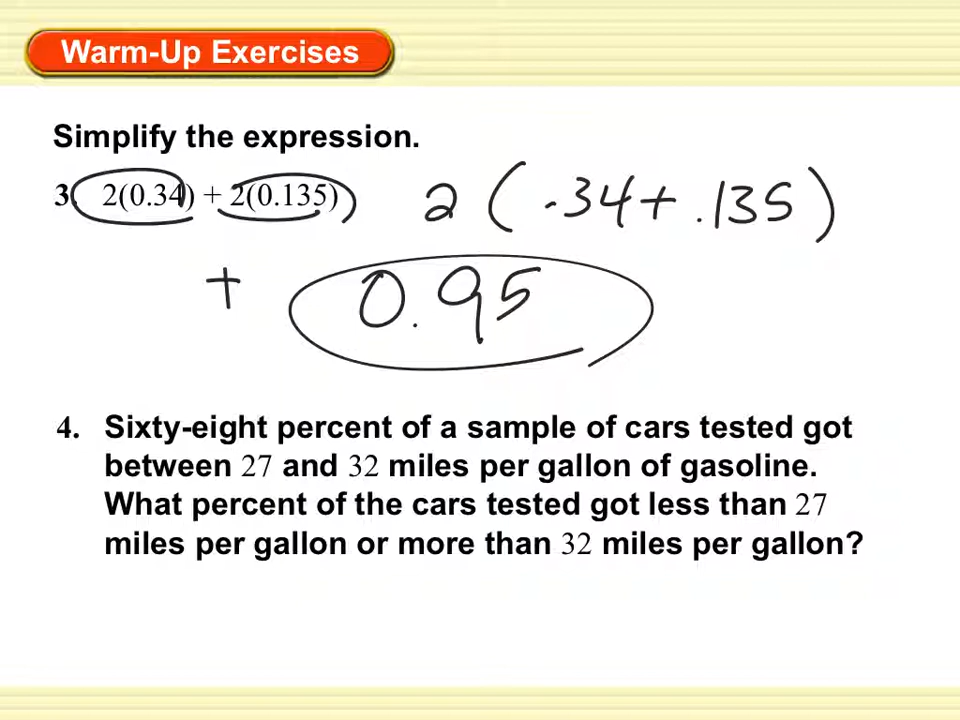 Warm-Up Exercises
Simplify the expression.
3. 2(0.34) + 2(0.135) 2 ( .34 + .135 )
+ 0.95
4. Sixty-eight percent of a sample of cars tested got
between 27 and 32 miles per gallon of gasoline.
What percent of the cars tested got less than 27
miles per gallon or more than 32 miles per gallon?